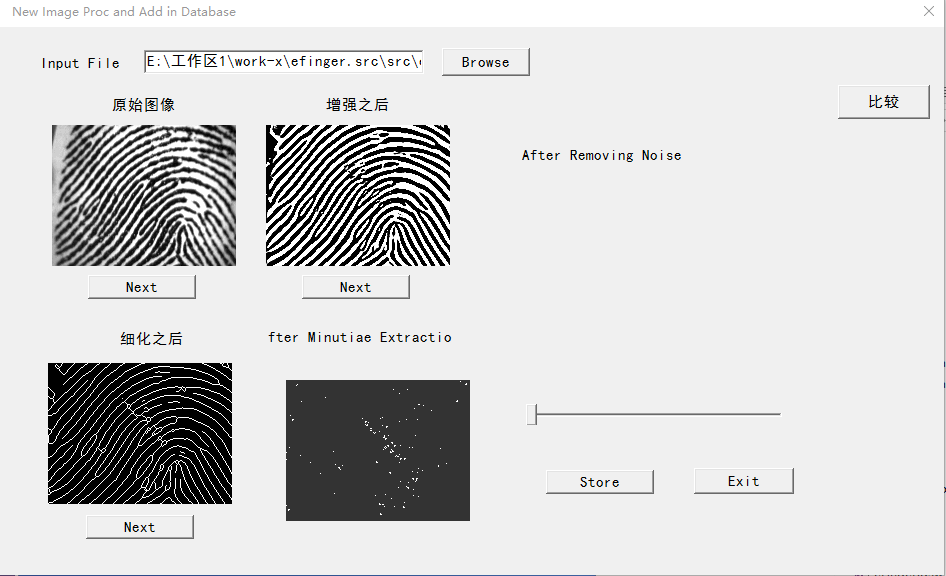 New Image Proc and Add in Database
Input File
E:\工作区1\work-x\efinger.src\src\
Browse
比较
原始图像
增强之后
After Removing Noise
Next
Next
细化之后
fter Minutiae Extractio
Store
Exit
Next